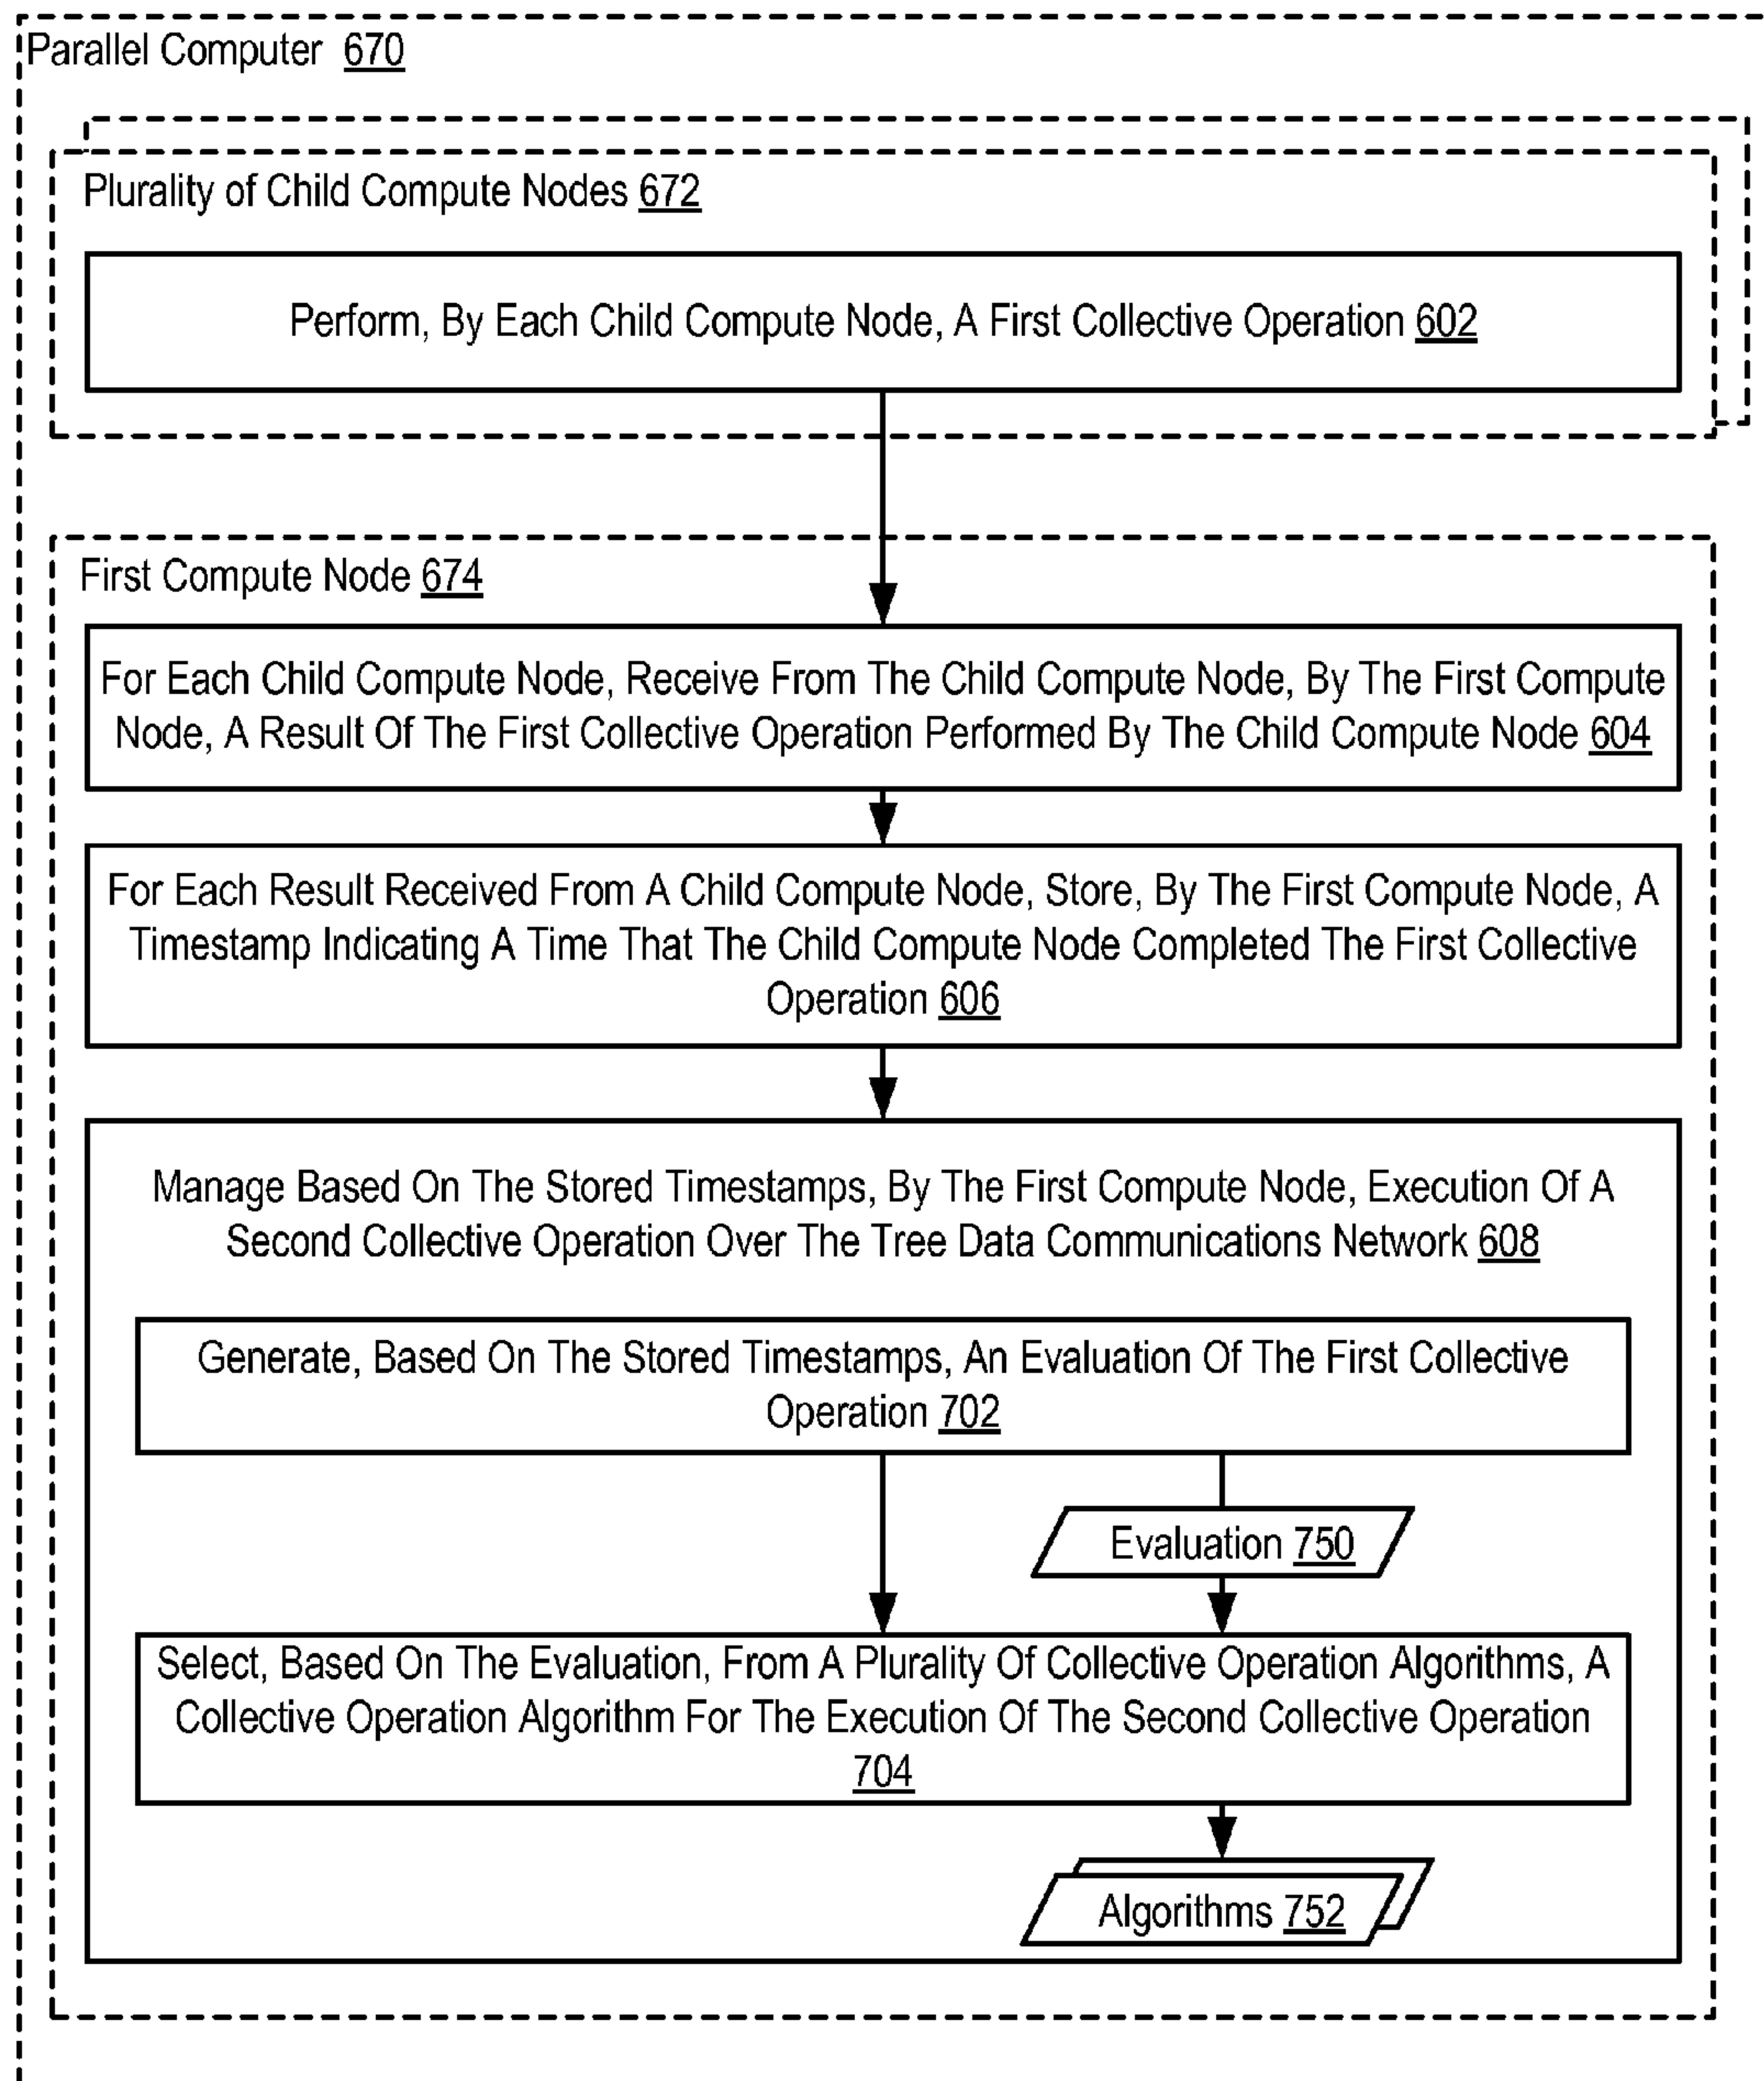 Parallel Computer 670
Plurality of Child Compute Nodes 672
Perform, By Each Child Compute Node, A First Collective Operation 602
First Compute Node 674
For Each Child Compute Node, Receive From The Child Compute Node, By The First Compute
Node, A Result Of The First Collective Operation Performed By The Child Compute Node 604
For Each Result Received From A Child Compute Node, Store, By The First Compute Node, A
Timestamp Indicating A Time That The Child Compute Node Completed The First Collective
Operation 606
Manage Based On The Stored Timestamps, By The First Compute Node, Execution Of A
Second Collective Operation Over The Tree Data Communications Network 608
Generate, Based On The Stored Timestamps, An Evaluation Of The First Collective
Operation 702
Evaluation 750
Select, Based On The Evaluation, From A Plurality Of Collective Operation Algorithms, A
Collective Operation Algorithm For The Execution Of The Second Collective Operation
704
Algorithms 752